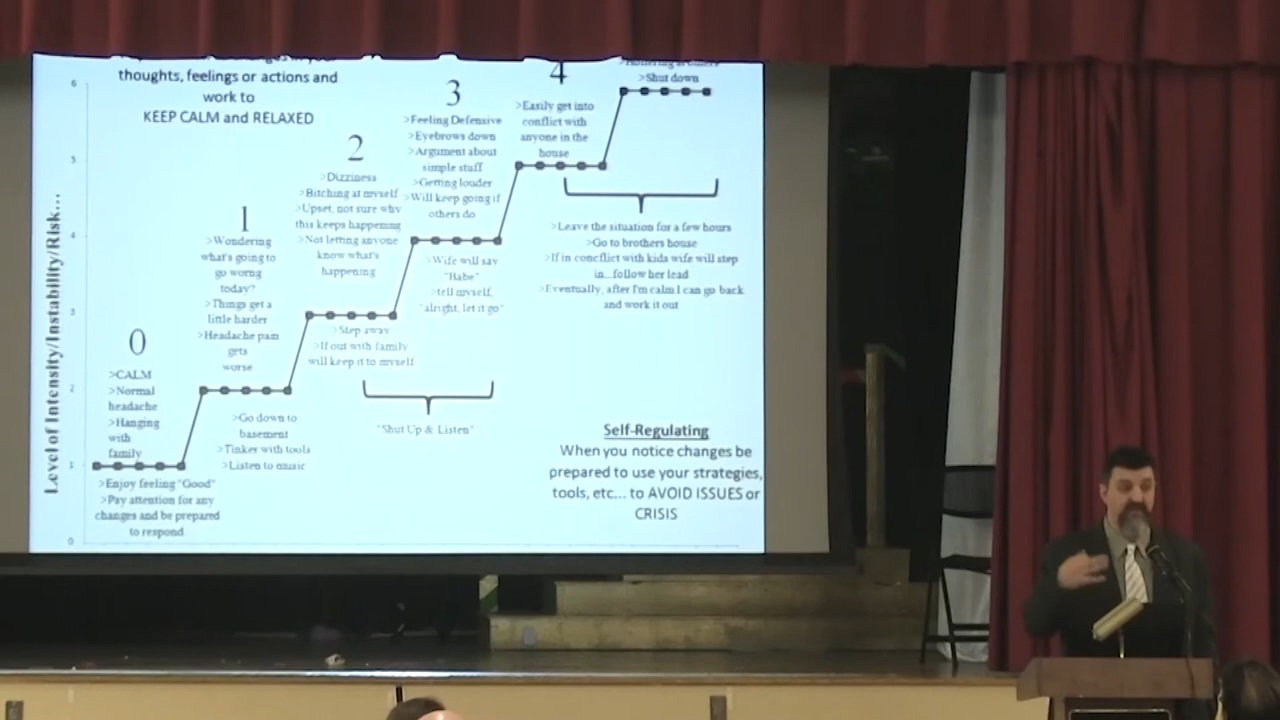 thoughts, feelings or actions and
work to
KEEP CALM and RELAXED
Level of Intensity/Instability/Risk...
6
5
4
3
2
1
0
0
>CALM
>Normal
headache
>Hanging
with
family
>Enjoy feeling "Good"
>Pay attention for any
changes and be prepared
to respond
1
>Wondering
what's going to
go worng
today?
>Things get a
little harder
>Headache pain
gets
worse
>Go down to
basement
>Tinker with tools
>Listen to music
2
>Dizziness
>Bitching at myself
>Upset, not sure why
this keeps happening
>Not letting anyone
know what's
happening
>Step away
>If out with family
will keep it to myself
3
>Feeling Defensive
>Eyebrows down
>Argument about
simple stuff
>Getting louder
>Will keep going if
others do
>Wife will say
"Babe"
>tell myself,
"alright, let it go"
"Shut Up & Listen"
4
>Easily get into
conflict with
anyone in the
house
>Shut down
>Leave the situation for a few hours
>Go to brothers house
>If in concflict with kids wife will step
in...follow her lead
>Eventually, after I'm calm I can go back
and work it out
Self-Regulating
When you notice changes be
prepared to use your strategies,
tools, etc... to AVOID ISSUES or
CRISIS